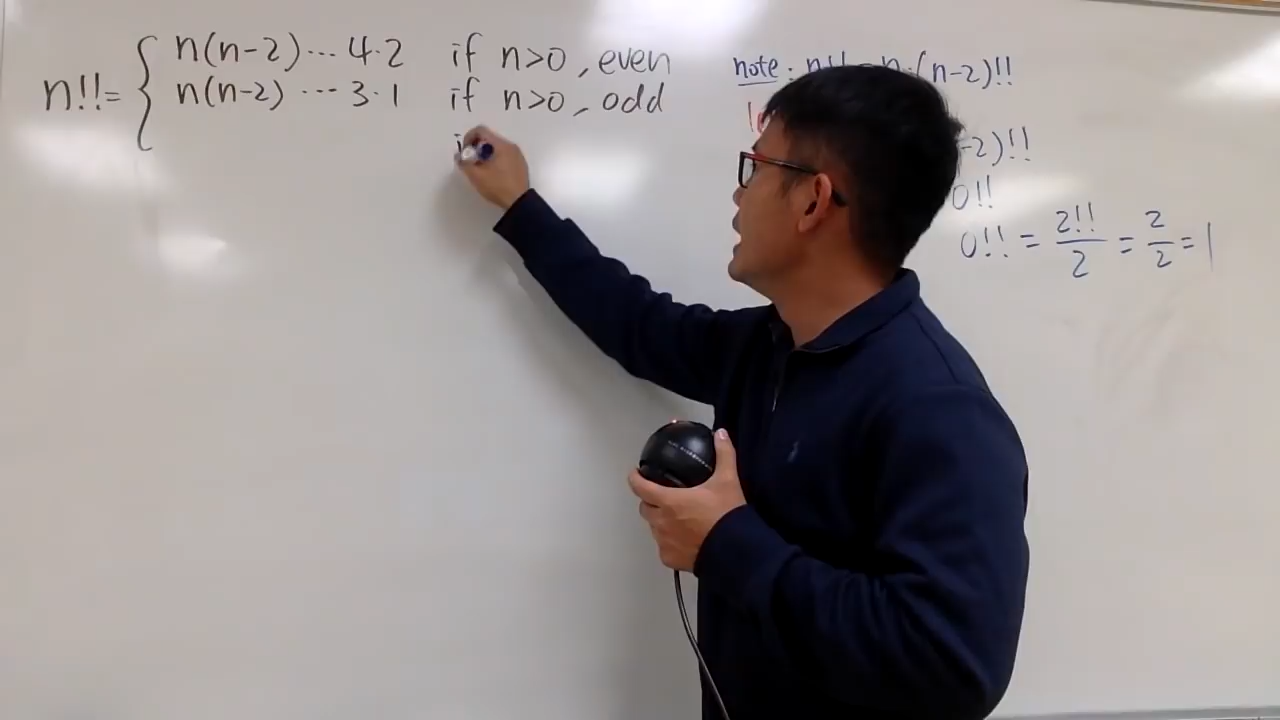 n!!= { n(n-2)⋯4·2 if n>0, even
n(n-2)⋯3·1 if n>0, odd
note: n!! n·(n-2)!!
-2)!!
0!!
0!! = 2!!/2 = 2/2 = 1